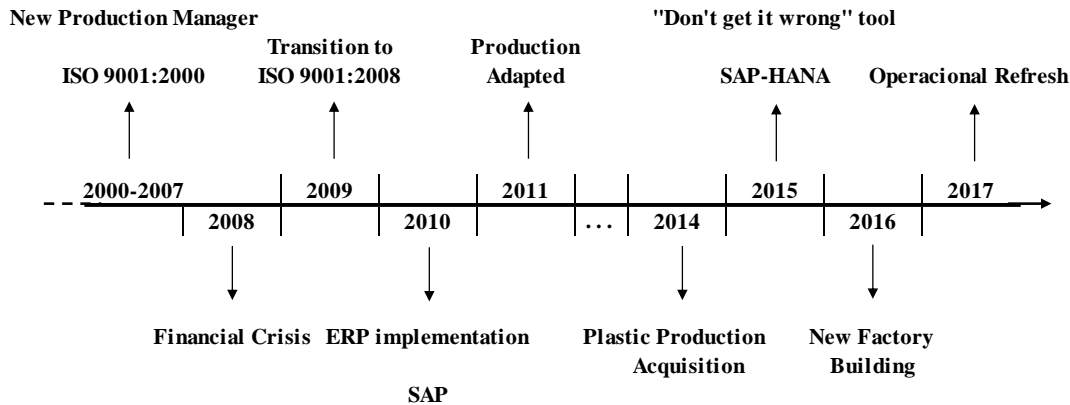 New Production Manager
"Don't get it wrong" tool
Transition to
Production
ISO 9001:2000
ISO 9001:2008
Adapted
SAP-HANA
Operacional Refresh
2000-2007
2009
2011
2015
2017
2008
2010
...
2014
2016
Financial Crisis
ERP implementation
Plastic Production
New Factory
Acquisition
Building
SAP